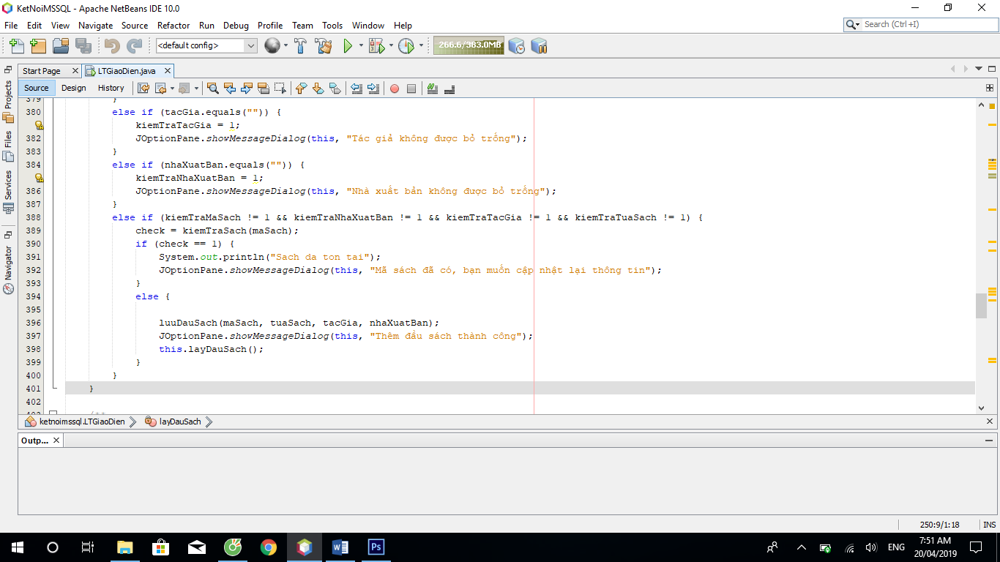 KetNoiMSSQL - Apache NetBeans IDE 10.0
File Edit View Navigate Source Refactor Run Debug Profile Team Tools Window Help
Search (Ctrl+I)
<default config>
266.6/383.0MB
Start Page
LTGiaoDien.java
Source Design History
Projects
Files
Services
Navigator
379 }
380 else if (tacGia.equals("")) {
kiemTraTacGia = 1;
382 JOptionPane.showMessageDialog(this, "Tác giả không được bỏ trống");
383 }
384 else if (nhaXuatBan.equals("")) {
kiemTraNhaXuatBan = 1;
386 JOptionPane.showMessageDialog(this, "Nhà xuất bản không được bỏ trống");
387 }
388 else if (kiemTraMaSach != 1 && kiemTraNhaXuatBan != 1 && kiemTraTacGia != 1 && kiemTraTuaSach != 1) {
389 check = kiemTraSach(maSach);
390 if (check == 1) {
391 System.out.println("Sach da ton tai");
392 JOptionPane.showMessageDialog(this, "Mã sách đã có, bạn muốn cập nhật lại thông tin");
393 }
394 else {
395
396 luuDauSach(maSach, tuaSach, tacGia, nhaXuatBan);
397 JOptionPane.showMessageDialog(this, "Thêm đầu sách thành công");
398 this.layDauSach();
399 }
400 }
401 }
402
403 /**
ketnoimssql.LTGiaoDien layDauSach
Outp...
250:9/1:18 INS
ENG
7:51 AM
20/04/2019